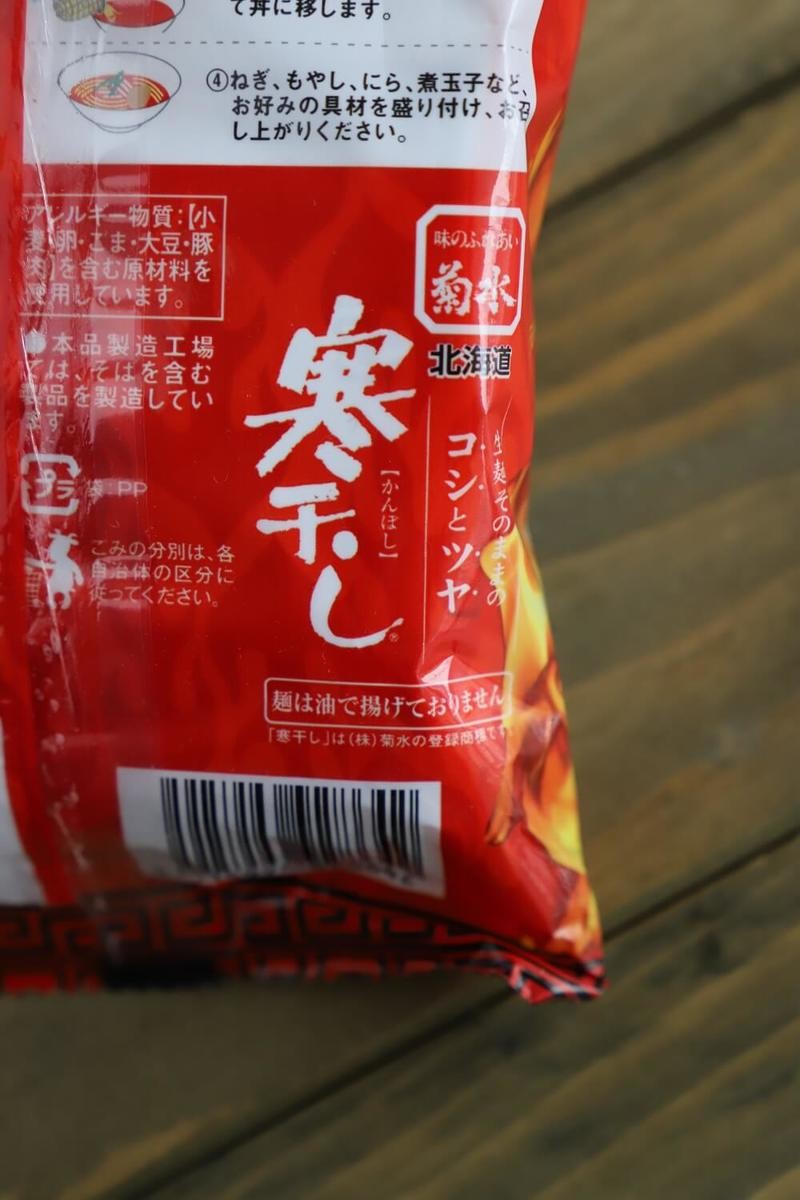 て丼に移します。
④ねぎ、もやし、にら、煮玉子など、
お好みの具材を盛り付け、お召
し上がりください。
アレルギー物質:【小
麦・卵・ごま・大豆・豚
肉】を含む原材料を
使用しています。
●本品製造工場
では、そばを含む
製品を製造してい
ます。
プラ
袋:PP
ごみの分別は、各
自治体の区分に
従ってください。
味のふれあい
菊水
北海道
生麺そのままの
コシとツヤ
寒干し
【かんぼし】
®
麺は油で揚げておりません
「寒干し」は(株)菊水の登録商標です